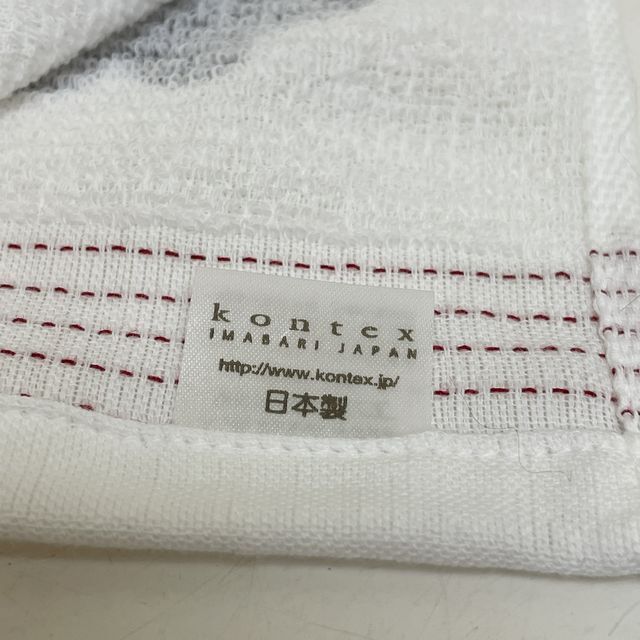 kontex
IMABARI JAPAN
http://www.kontex.jp/
日本製